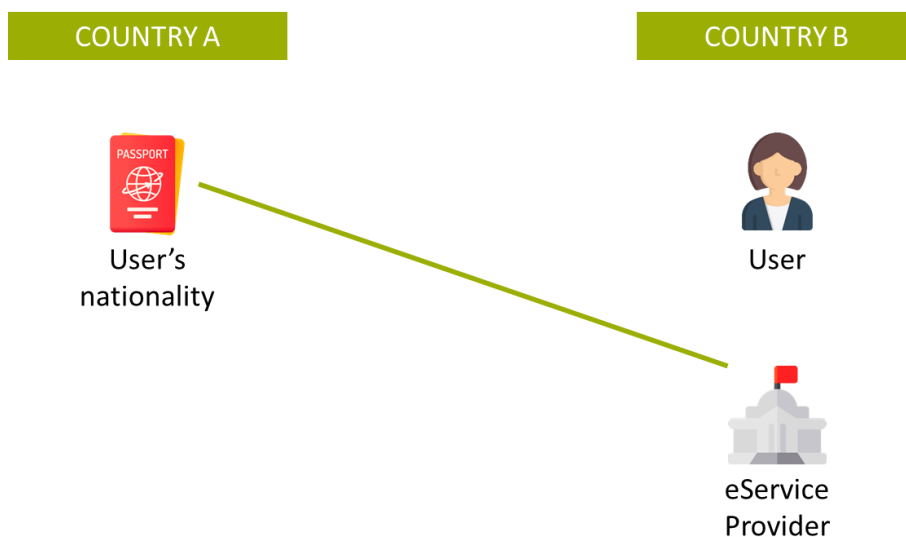 COUNTRY A
COUNTRY B
PASSPORT
User's
nationality
User
eService
Provider